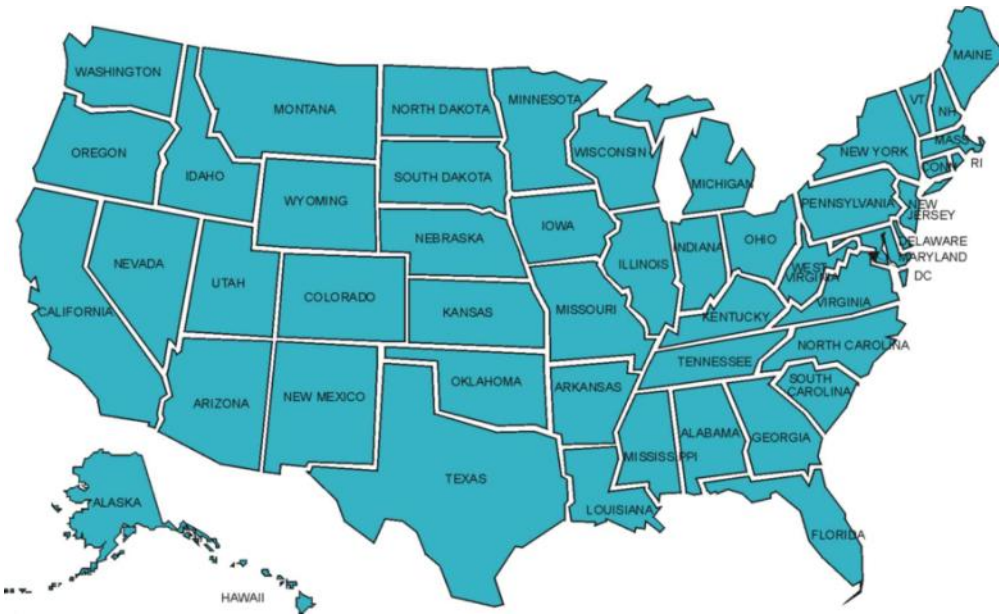 WASHINGTON
MONTANA
NORTH DAKOTA
MINNESOTA
MAINE
VT
NH
OREGON
IDAHO
WYOMING
SOUTH DAKOTA
WISCONSIN
MICHIGAN
NEW YORK
MASS
CONN
RI
NEVADA
UTAH
COLORADO
NEBRASKA
IOWA
ILLINOIS
INDIANA
OHIO
PENNSYLVANIA
NEW
JERSEY
DELAWARE
MARYLAND
DC
WEST
VIRGINIA
VIRGINIA
CALIFORNIA
KANSAS
MISSOURI
KENTUCKY
TENNESSEE
NORTH CAROLINA
SOUTH
CAROLINA
ARIZONA
NEW MEXICO
OKLAHOMA
ARKANSAS
MISSISSIPPI
ALABAMA
GEORGIA
TEXAS
LOUISIANA
FLORIDA
ALASKA
HAWAII